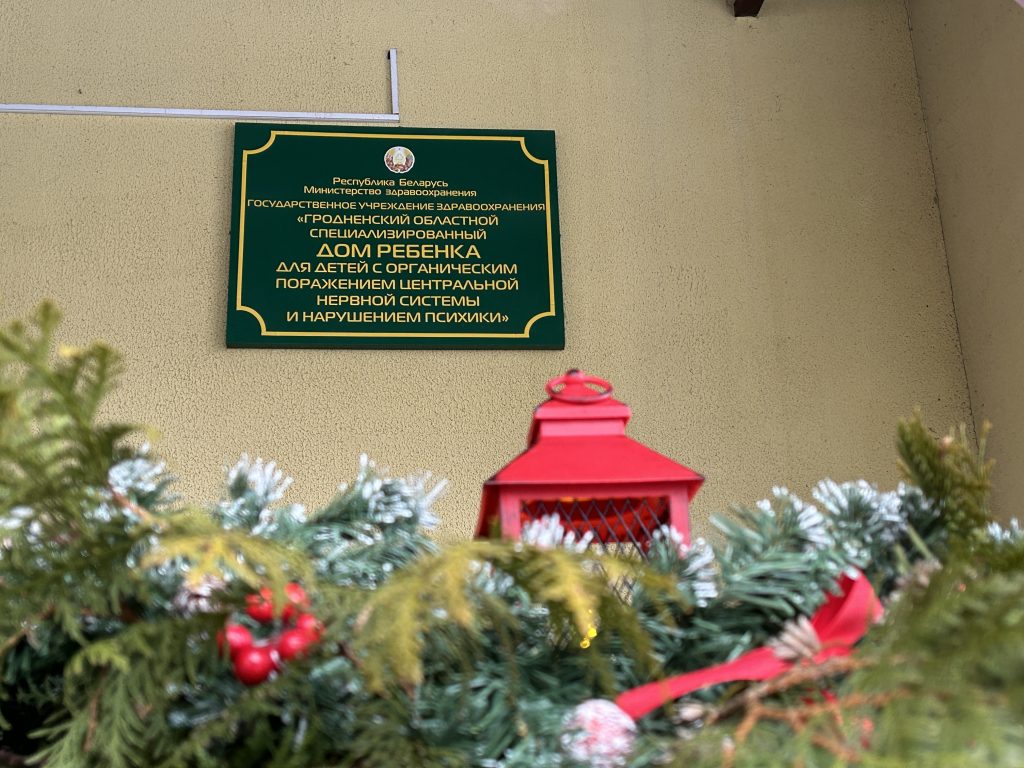 Республика Беларусь
Министерство здравоохранения
ГОСУДАРСТВЕННОЕ УЧРЕЖДЕНИЕ ЗДРАВООХРАНЕНИЯ
«ГРОДНЕНСКИЙ ОБЛАСТНОЙ
СПЕЦИАЛИЗИРОВАННЫЙ
ДОМ РЕБЕНКА
ДЛЯ ДЕТЕЙ С ОРГАНИЧЕСКИМ
ПОРАЖЕНИЕМ ЦЕНТРАЛЬНОЙ
НЕРВНОЙ СИСТЕМЫ
И НАРУШЕНИЕМ ПСИХИКИ»